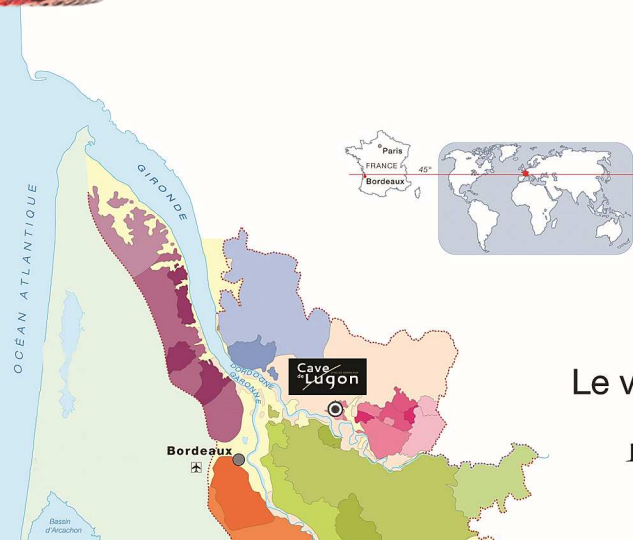 Paris
FRANCE
45°
Bordeaux
GIRONDE
OCÉAN ATLANTIQUE
Cave
de Lugon
DORDOGNE
GARONNE
Le v
Bordeaux
Bassin
d'Arcachon